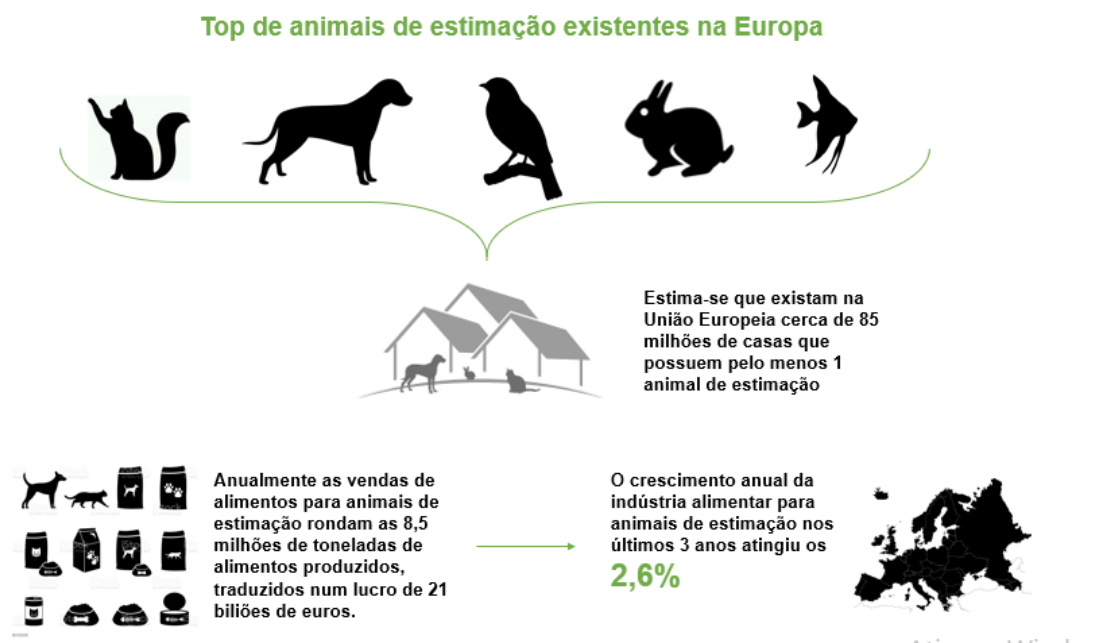 Top de animais de estimação existentes na Europa
Estima-se que existam na
União Europeia cerca de 85
milhões de casas que
possuem pelo menos 1
animal de estimação
Anualmente as vendas de
alimentos para animais de
estimação rondam as 8,5
milhões de toneladas de
alimentos produzidos,
traduzidos num lucro de 21
biliões de euros.
O crescimento anual da
indústria alimentar para
animais de estimação nos
últimos 3 anos atingiu os
2,6%